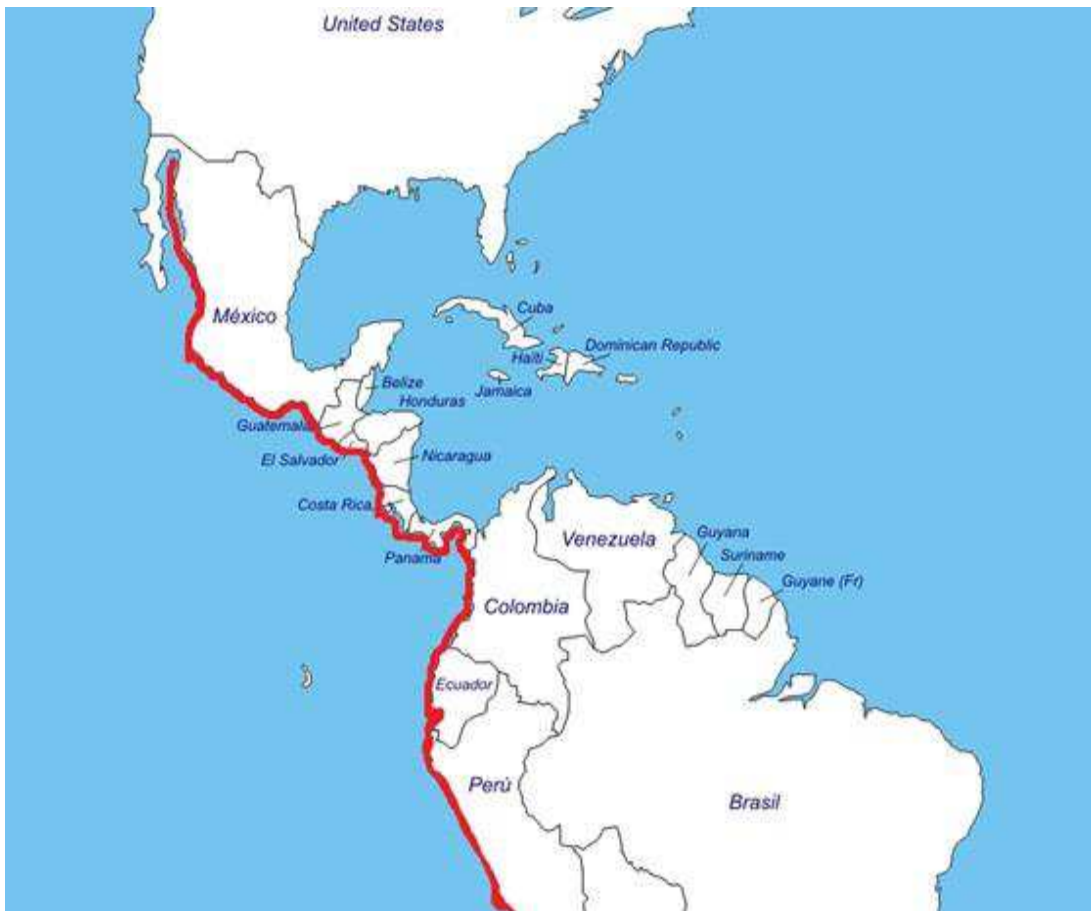 United States
México
Cuba
Haïti
Dominican Republic
Jamaica
Belize
Honduras
Guatemala
El Salvador
Nicaragua
Costa Rica
Panama
Venezuela
Guyana
Suriname
Guyane (Fr)
Colombia
Ecuador
Perú
Brasil